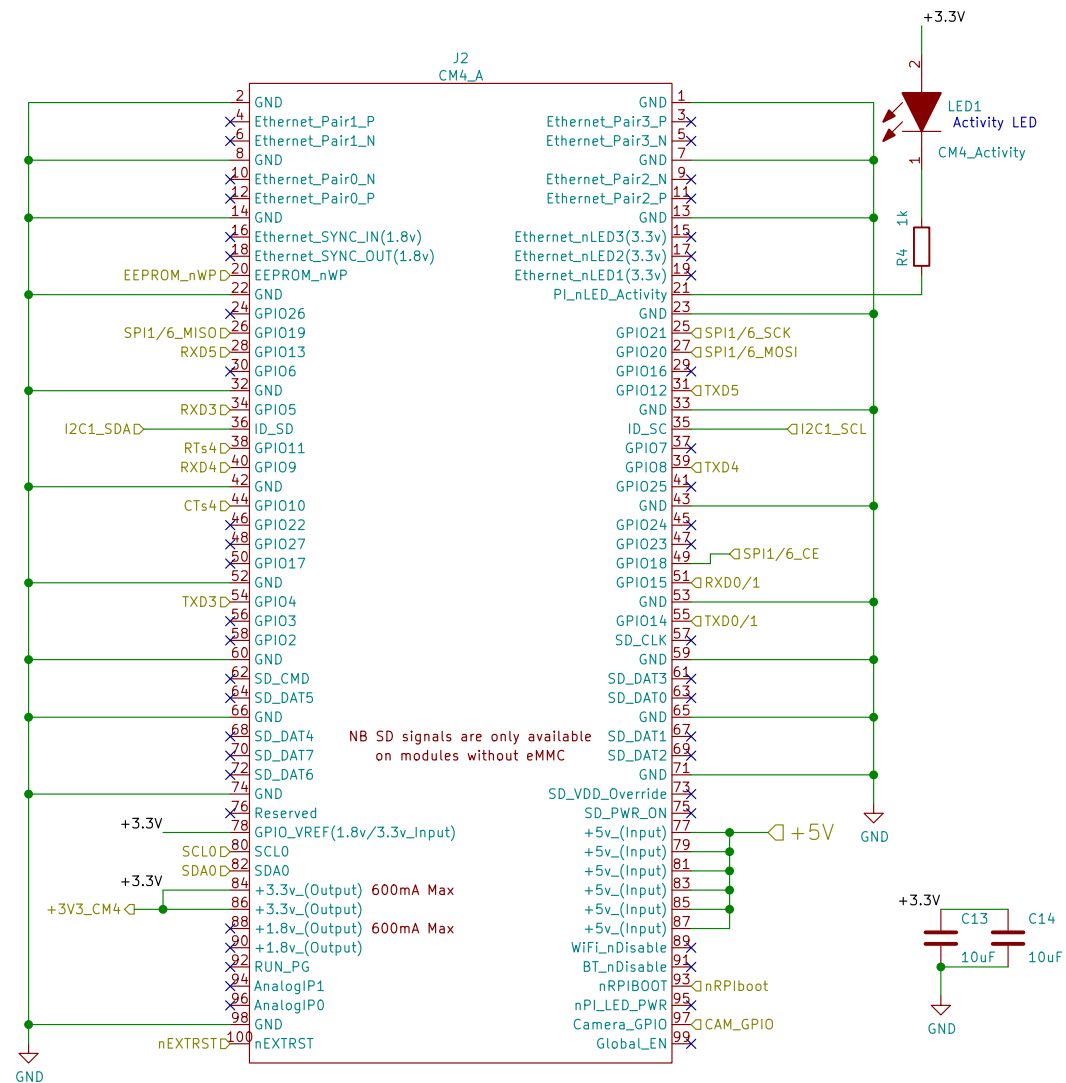 +3.3V
J2
CM4_A
2 GND GND 1
4 Ethernet_Pair1_P Ethernet_Pair3_P 3
6 Ethernet_Pair1_N Ethernet_Pair3_N 5
8 GND GND 7
10 Ethernet_Pair0_N Ethernet_Pair2_N 9
12 Ethernet_Pair0_P Ethernet_Pair2_P 11
14 GND GND 13
16 Ethernet_SYNC_IN(1.8v) Ethernet_nLED3(3.3v) 15
18 Ethernet_SYNC_OUT(1.8v) Ethernet_nLED2(3.3v) 17
EEPROM_nWP 20 EEPROM_nWP Ethernet_nLED1(3.3v) 19
22 GND PI_nLED_Activity 21
24 GPIO26 GND 23
SPI1/6_MISO 26 GPIO19 GPIO21 25 SPI1/6_SCK
RXD5 28 GPIO13 GPIO20 27 SPI1/6_MOSI
30 GPIO6 GPIO16 29
32 GND GPIO12 31 TXD5
RXD3 34 GPIO5 GND 33
I2C1_SDA 36 ID_SD ID_SC 35 I2C1_SCL
RTs4 38 GPIO11 GPIO7 37
RXD4 40 GPIO9 GPIO8 39 TXD4
42 GND GPIO25 41
CTs4 44 GPIO10 GND 43
46 GPIO22 GPIO24 45
48 GPIO27 GPIO23 47
50 GPIO17 GPIO18 49 SPI1/6_CE
52 GND GPIO15 51 RXD0/1
TXD3 54 GPIO4 GND 53
56 GPIO3 GPIO14 55 TXD0/1
58 GPIO2 SD_CLK 57
60 GND GND 59
62 SD_CMD SD_DAT3 61
64 SD_DAT5 SD_DAT0 63
66 GND GND 65
68 SD_DAT4 NB SD signals are only available SD_DAT1 67
70 SD_DAT7 on modules without eMMC SD_DAT2 69
72 SD_DAT6 GND 71
74 GND SD_VDD_Override 73
76 Reserved SD_PWR_ON 75
+3.3V 78 GPIO_VREF(1.8v/3.3v_Input) +5v_(Input) 77 +5V
SCL0 80 SCL0 +5v_(Input) 79
SDA0 82 SDA0 +5v_(Input) 81
+3.3V 84 +3.3v_(Output) 600mA Max +5v_(Input) 83
+3V3_CM4 86 +3.3v_(Output) +5v_(Input) 85
88 +1.8v_(Output) 600mA Max +5v_(Input) 87
90 +1.8v_(Output) WiFi_nDisable 89
92 RUN_PG BT_nDisable 91
94 AnalogIP1 nRPIBOOT 93 nRPIboot
96 AnalogIP0 nPI_LED_PWR 95
98 GND Camera_GPIO 97 CAM_GPIO
nEXTRST 100 nEXTRST Global_EN 99
GND
2
LED1
Activity LED
CM4_Activity
1
1k
R4
GND
+3.3V
C13 C14
10uF 10uF
GND